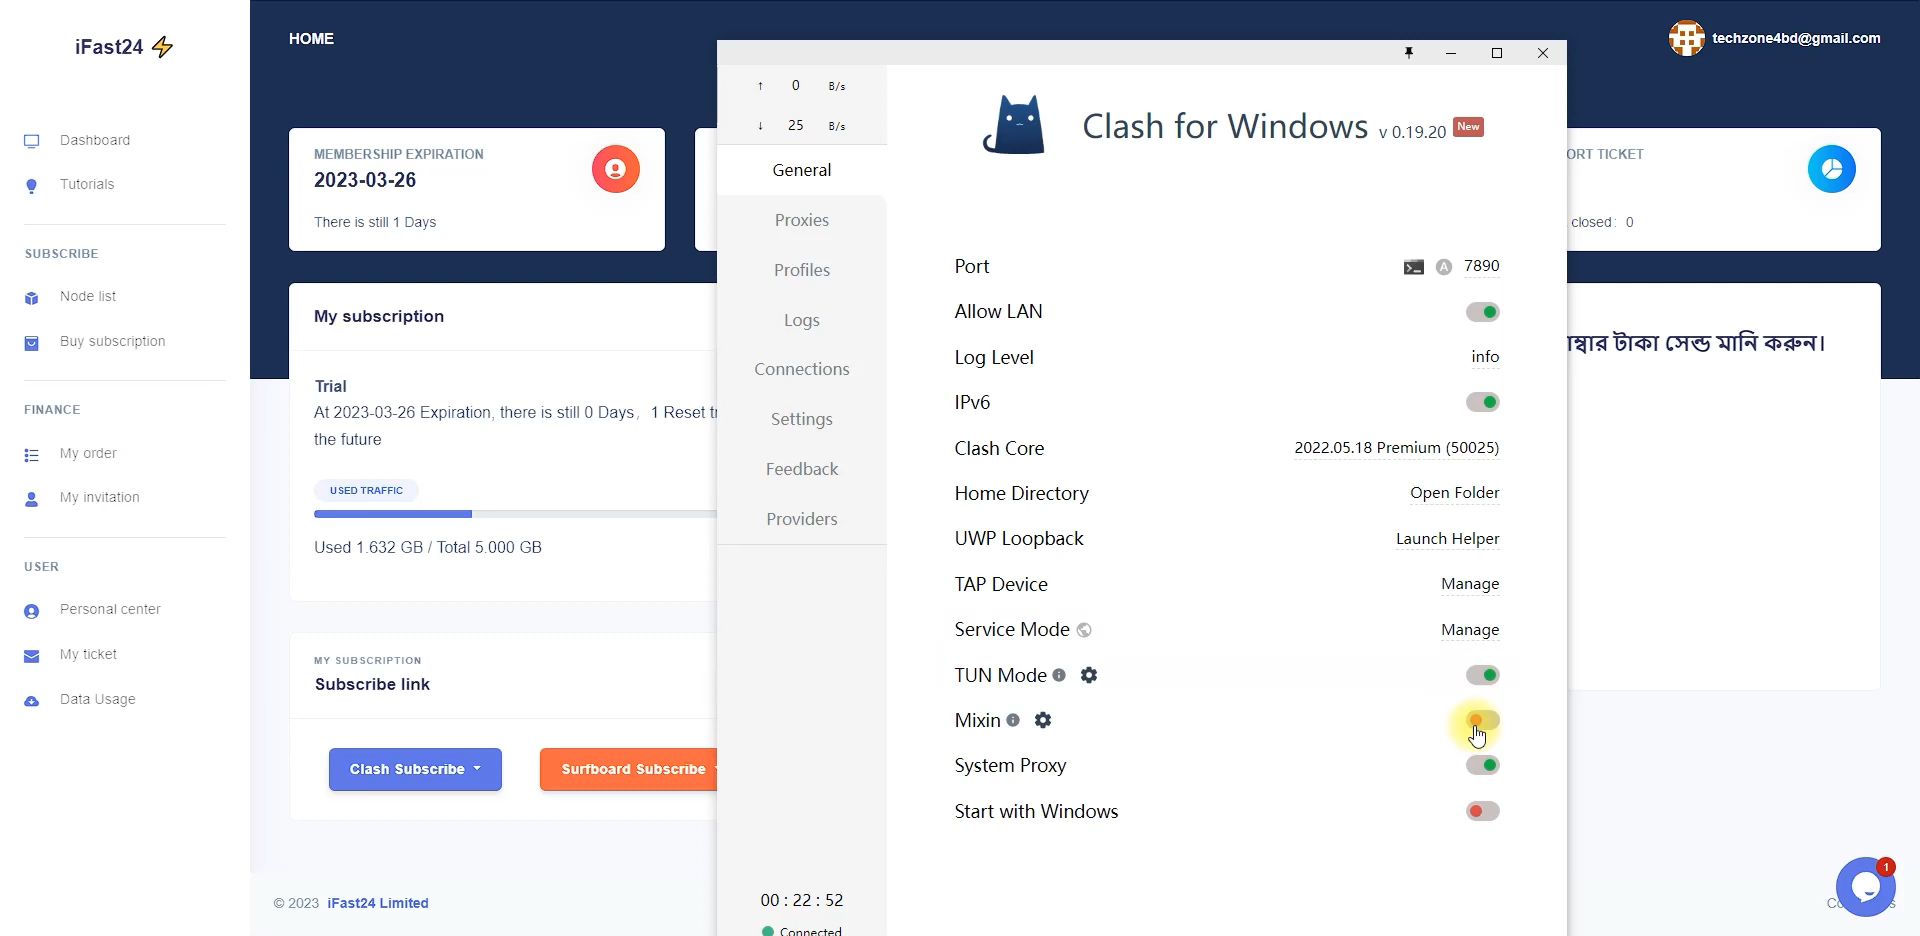 iFast24⚡
HOME
techzone4bd@gmail.com
Dashboard
Tutorials
SUBSCRIBE
Node list
Buy subscription
FINANCE
My order
My invitation
USER
Personal center
My ticket
Data Usage
MEMBERSHIP EXPIRATION
2023-03-26
There is still 1 Days
My subscription
Trial
At 2023-03-26 Expiration, there is still 0 Days, 1 Reset
the future
USED TRAFFIC
Used 1.632 GB / Total 5.000 GB
MY SUBSCRIPTION
Subscribe link
Clash Subscribe
Surfboard Subscribe
© 2023 iFast24 Limited
↑ 0 B/s
↓ 25 B/s
General
Proxies
Profiles
Logs
Connections
Settings
Feedback
Providers
00 : 22 : 52
Connected
Clash for Windows v 0.19.20 New
Port A 7890
Allow LAN
Log Level info
IPv6
Clash Core 2022.05.18 Premium (50025)
Home Directory Open Folder
UWP Loopback Launch Helper
TAP Device Manage
Service Mode Manage
TUN Mode
Mixin
System Proxy
Start with Windows
TICKET
closed: 0
টাকা সেন্ড মানি করুন।
1